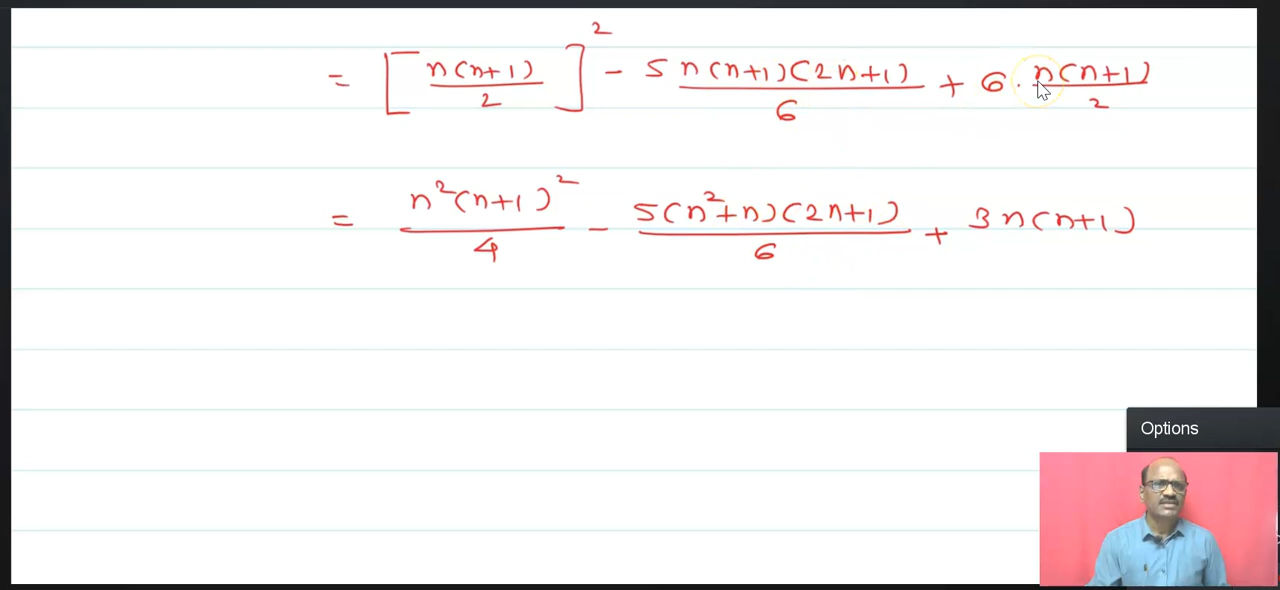 = [n(n+1)/2]² - 5 n(n+1)(2n+1)/6 + 6 · n(n+1)/2
= n²(n+1)²/4 - 5(n²+n)(2n+1)/6 + 3n(n+1)
Options